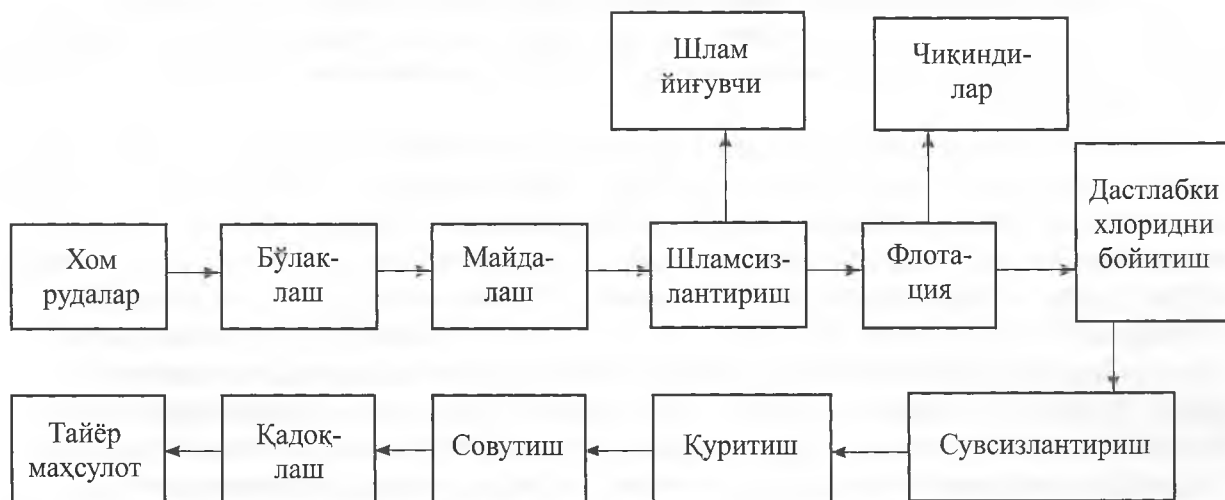 Шлам
йиғувчи
Чиқинди-
лар
Дастлабки
хлоридни
бойитиш
Хом
рудалар
Бўлак-
лаш
Майда-
лаш
Шламсиз-
лантириш
Флота-
ция
Тайёр
маҳсулот
Қадоқ-
лаш
Совутиш
Қуритиш
Сувсизлантириш